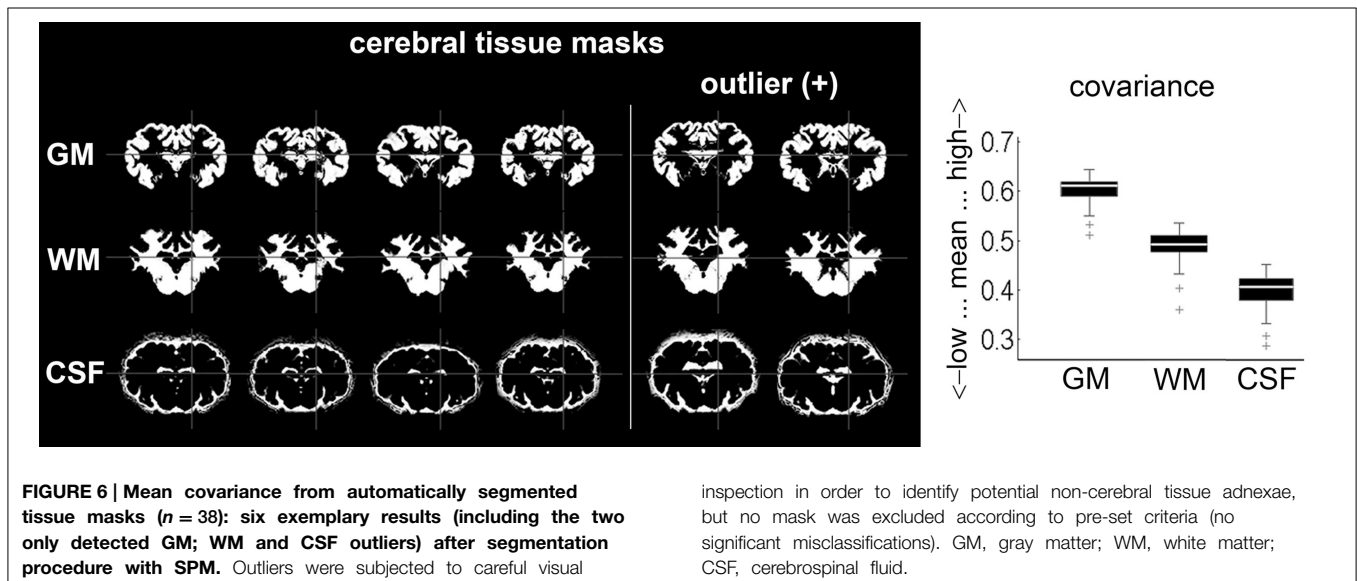 cerebral tissue masks
outlier (+)
GM
WM
CSF
covariance
<–low ... mean ... high–>
0.7
0.6
0.5
0.4
0.3
GM WM CSF
FIGURE 6 | Mean covariance from automatically segmented
tissue masks (n = 38): six exemplary results (including the two
only detected GM; WM and CSF outliers) after segmentation
procedure with SPM. Outliers were subjected to careful visual
inspection in order to identify potential non-cerebral tissue adnexae,
but no mask was excluded according to pre-set criteria (no
significant misclassifications). GM, gray matter; WM, white matter;
CSF, cerebrospinal fluid.